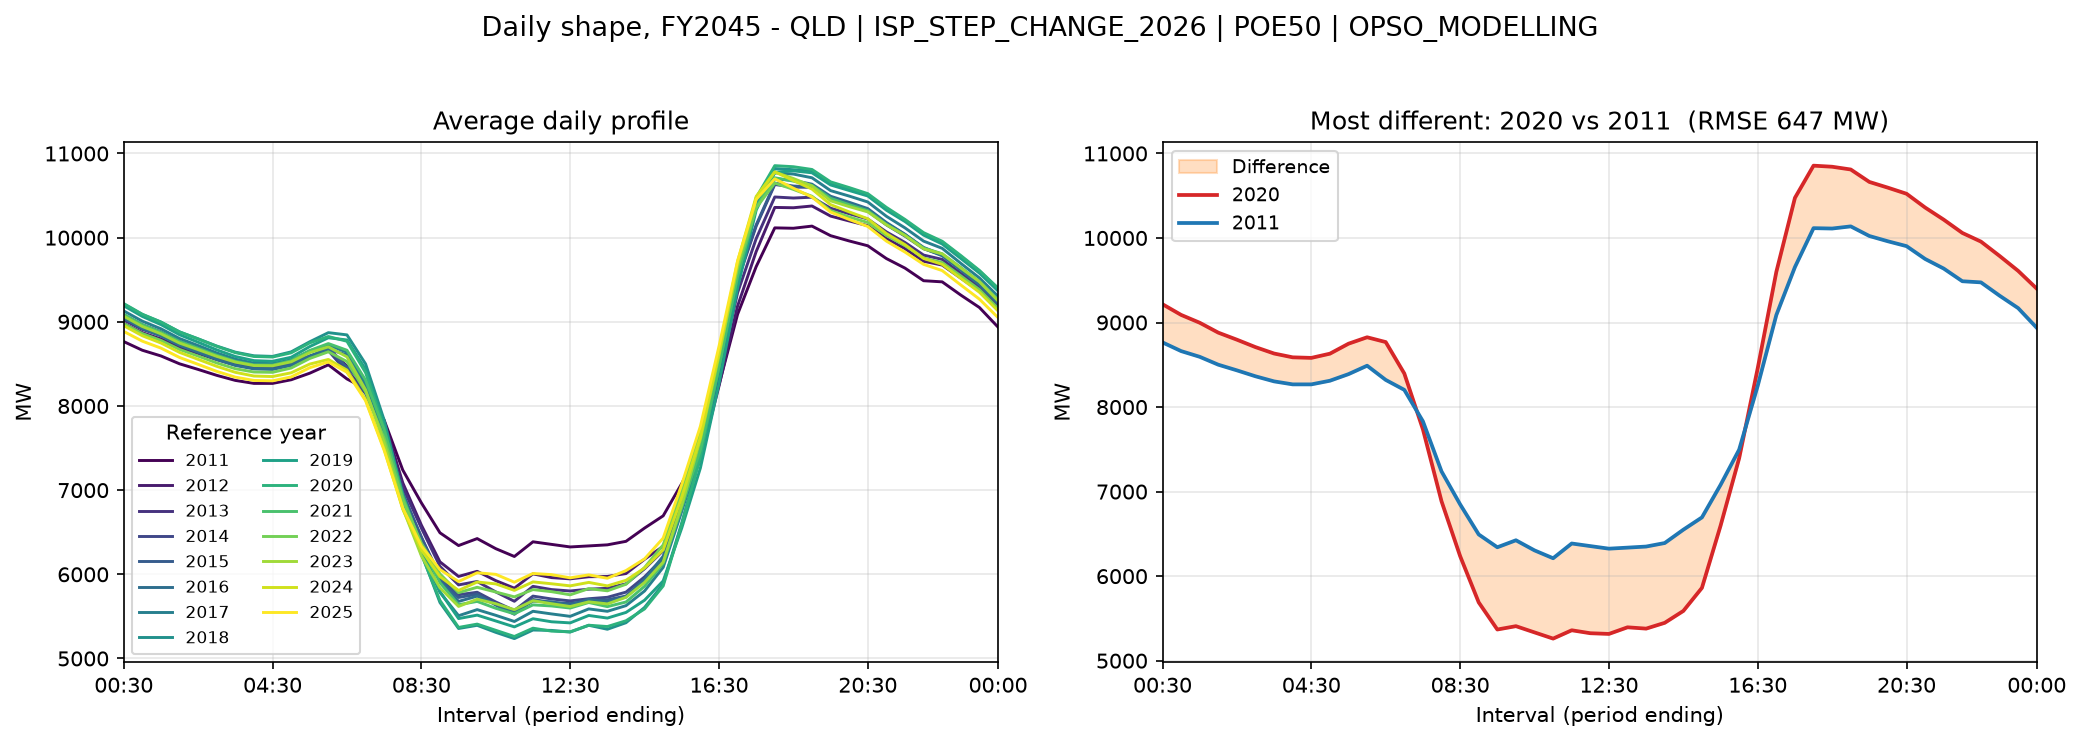 Daily shape, FY2045 - QLD | ISP_STEP_CHANGE_2026 | POE50 | OPSO_MODELLING
Average daily profile
11000
10000
9000
8000
7000
6000
5000
MW
Reference year
2011 2019
2012 2020
2013 2021
2014 2022
2015 2023
2016 2024
2017 2025
2018
00:30 04:30 08:30 12:30 16:30 20:30 00:00
Interval (period ending)
Most different: 2020 vs 2011 (RMSE 647 MW)
11000
10000
9000
8000
7000
6000
5000
MW
Difference
2020
2011
00:30 04:30 08:30 12:30 16:30 20:30 00:00
Interval (period ending)